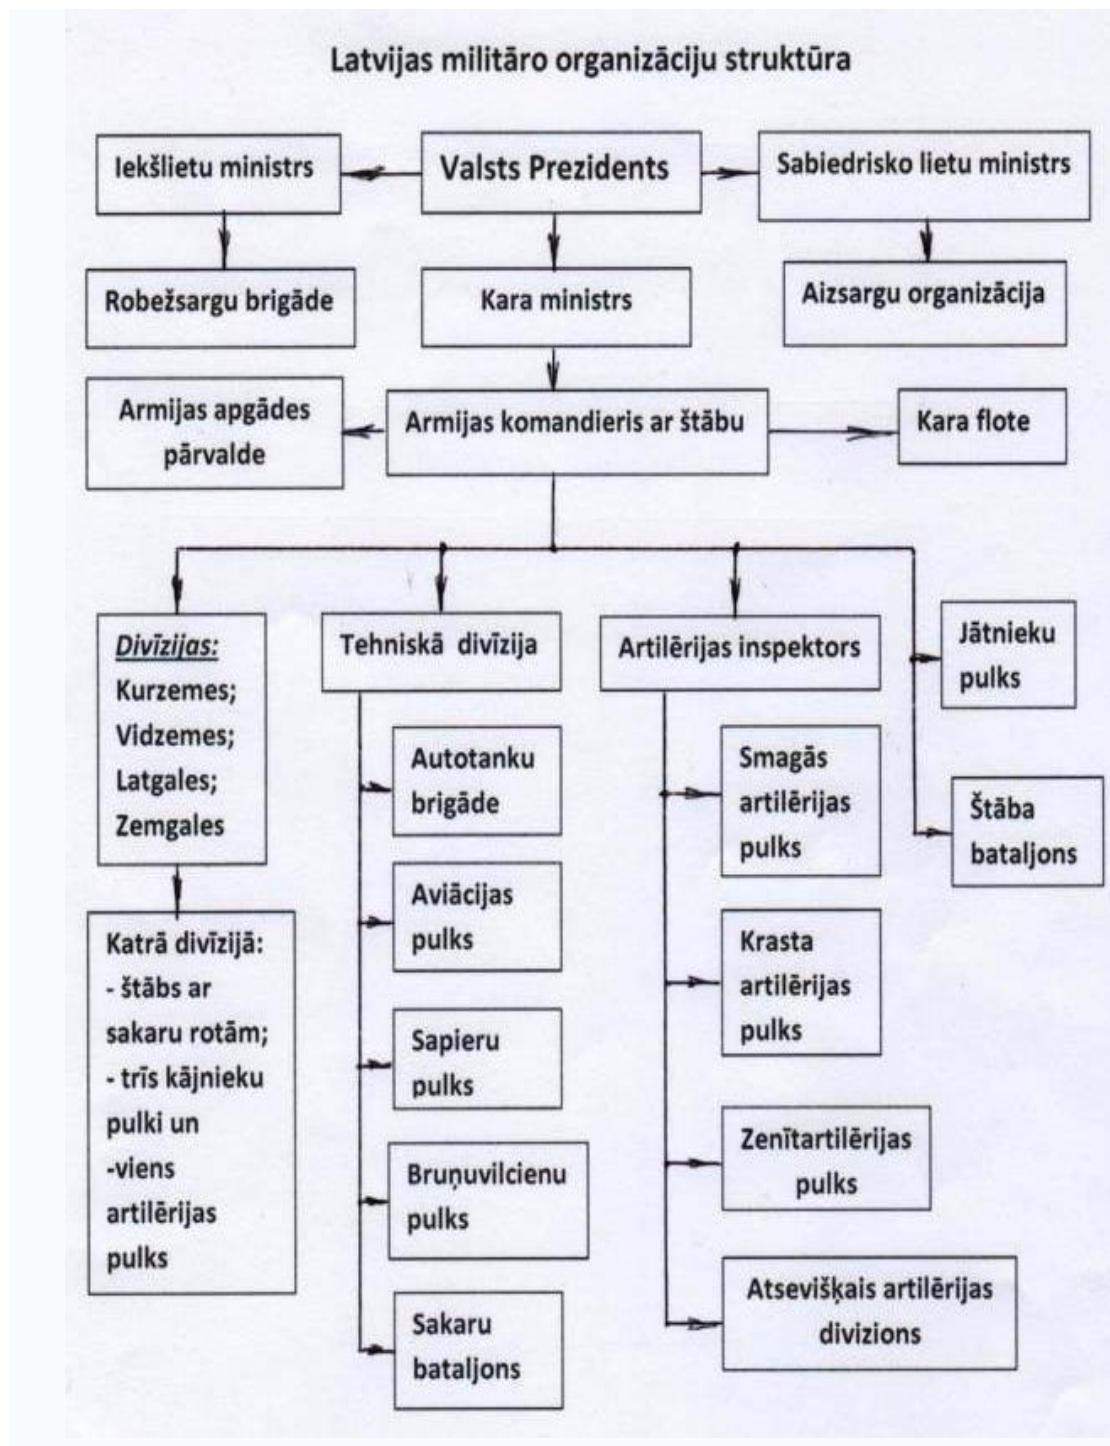 Latvijas militāro organizāciju struktūra
Iekšlietu ministrs
Valsts Prezidents
Sabiedrisko lietu ministrs
Robežsargu brigāde
Kara ministrs
Aizsargu organizācija
Armijas apgādes
pārvalde
Armijas komandieris ar štābu
Kara flote
Divīzijas:
Kurzemes;
Vidzemes;
Latgales;
Zemgales
Katrā divīzijā:
- štābs ar
sakaru rotām;
- trīs kājnieku
pulki un
-viens
artilērijas
pulks
Tehniskā divīzija
Autotanku
brigāde
Aviācijas
pulks
Sapieru
pulks
Bruņuvilcienu
pulks
Sakaru
bataljons
Artilērijas inspektors
Smagās
artilērijas
pulks
Krasta
artilērijas
pulks
Zenītartilērijas
pulks
Atsevišķais artilērijas
divizions
Jātnieku
pulks
Štāba
bataljons